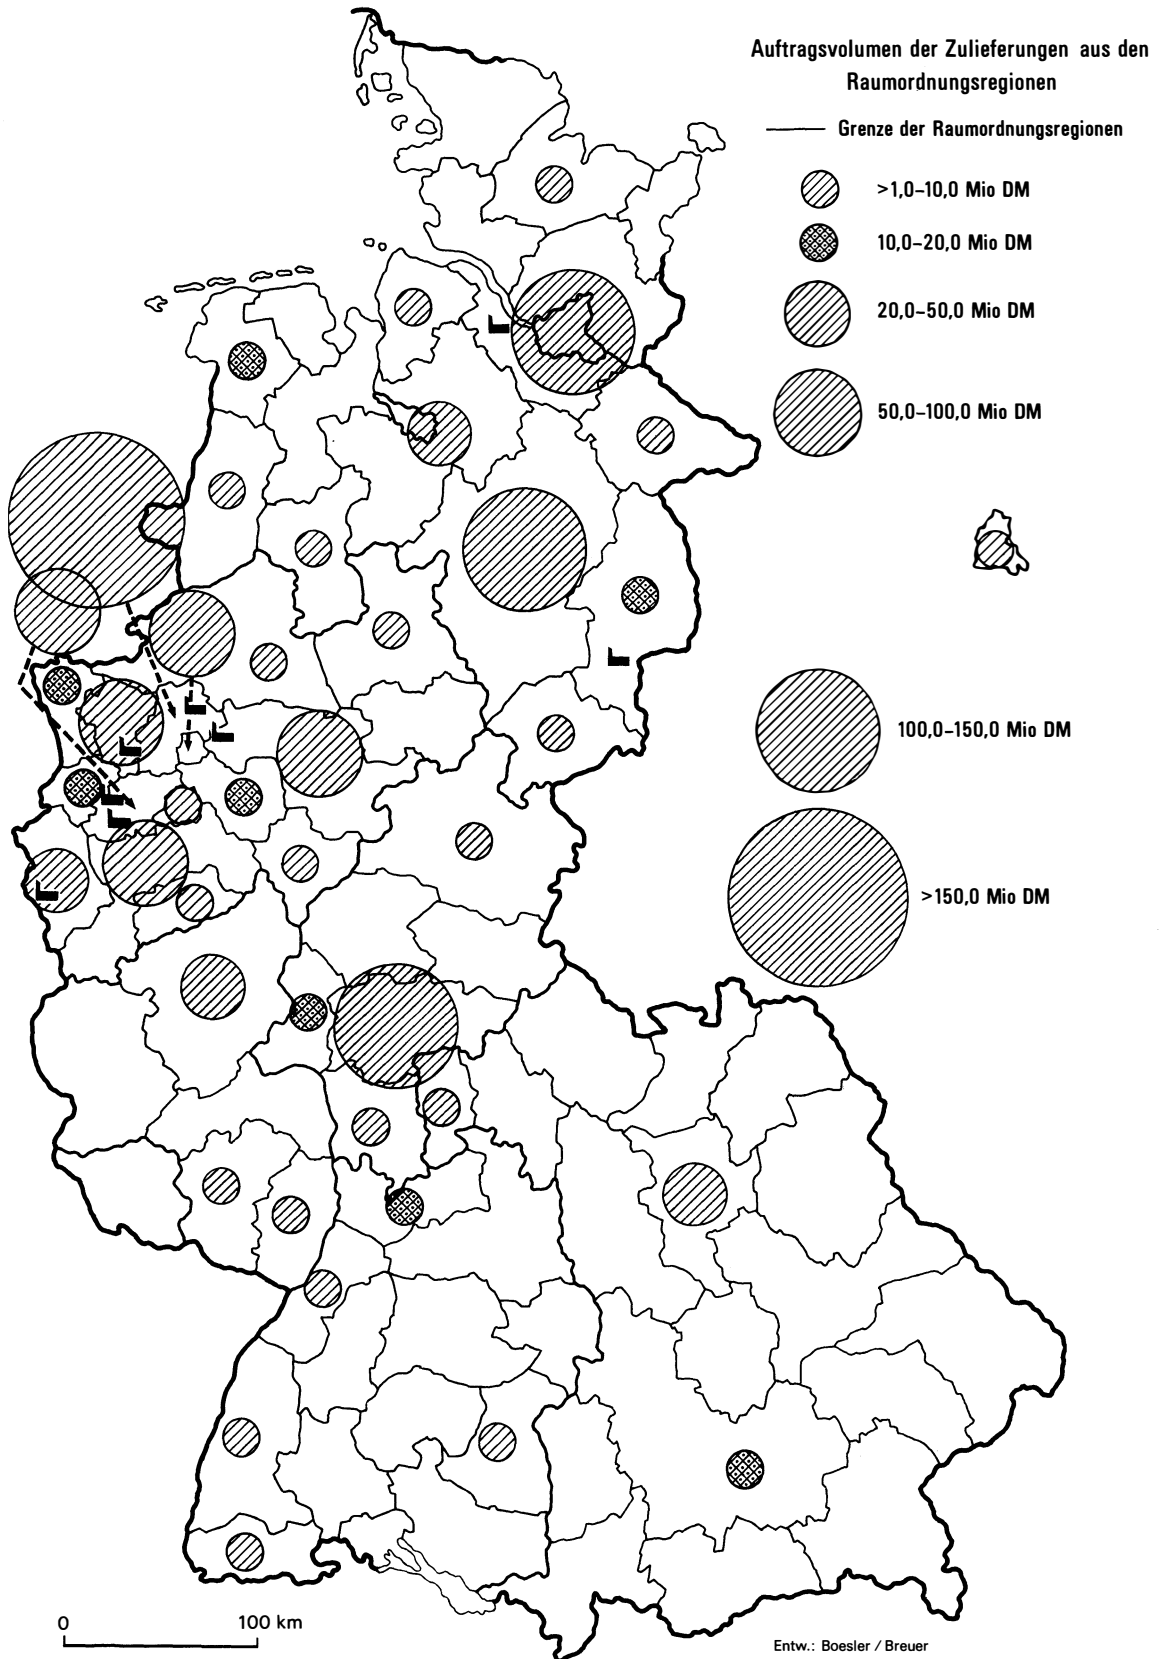 Auftragsvolumen der Zulieferungen aus den
Raumordnungsregionen
Grenze der Raumordnungsregionen
>1,0–10,0 Mio DM
10,0–20,0 Mio DM
20,0–50,0 Mio DM
50,0–100,0 Mio DM
100,0–150,0 Mio DM
>150,0 Mio DM
0 100 km
Entw.: Boesler / Breuer